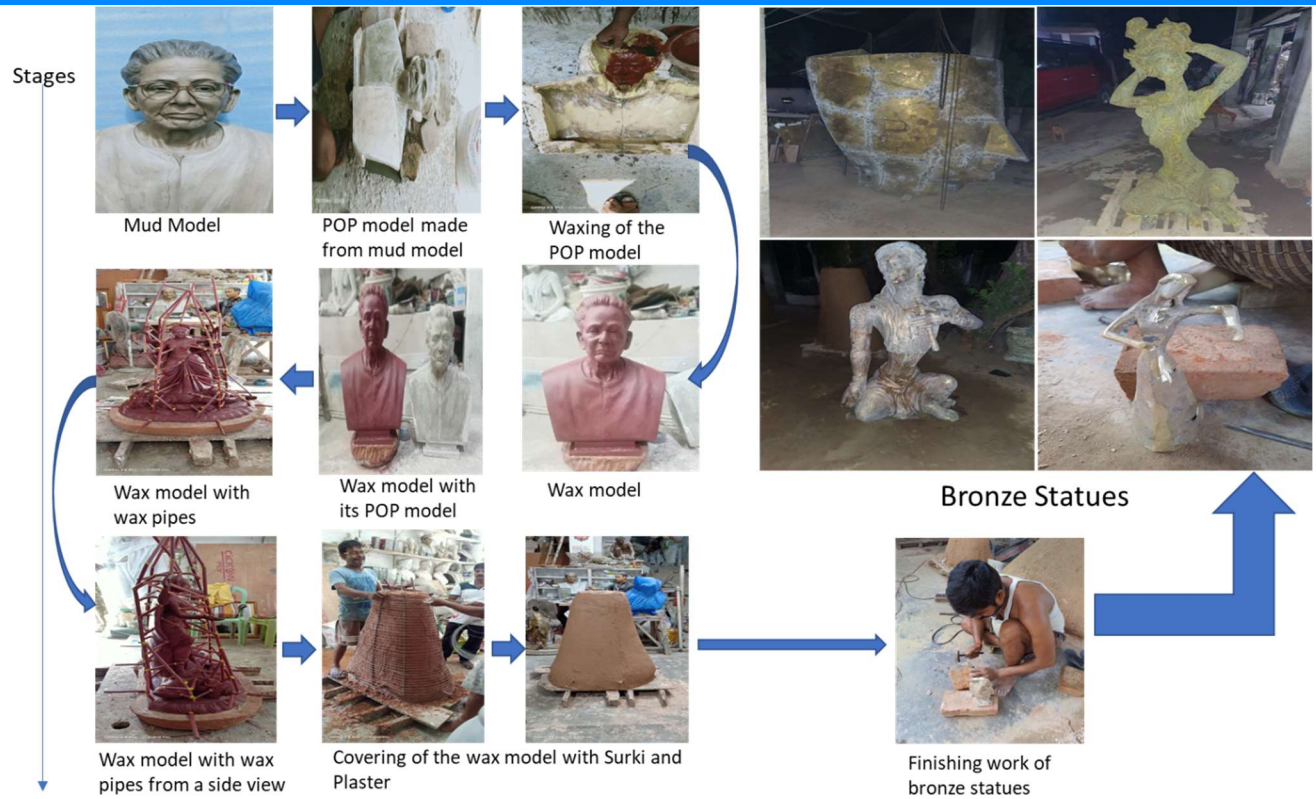 Stages
Mud Model
POP model made
from mud model
Waxing of the
POP model
Wax model with
wax pipes
Wax model with
its POP model
Wax model
Bronze Statues
Wax model with wax
pipes from a side view
Covering of the wax model with Surki and
Plaster
Finishing work of
bronze statues